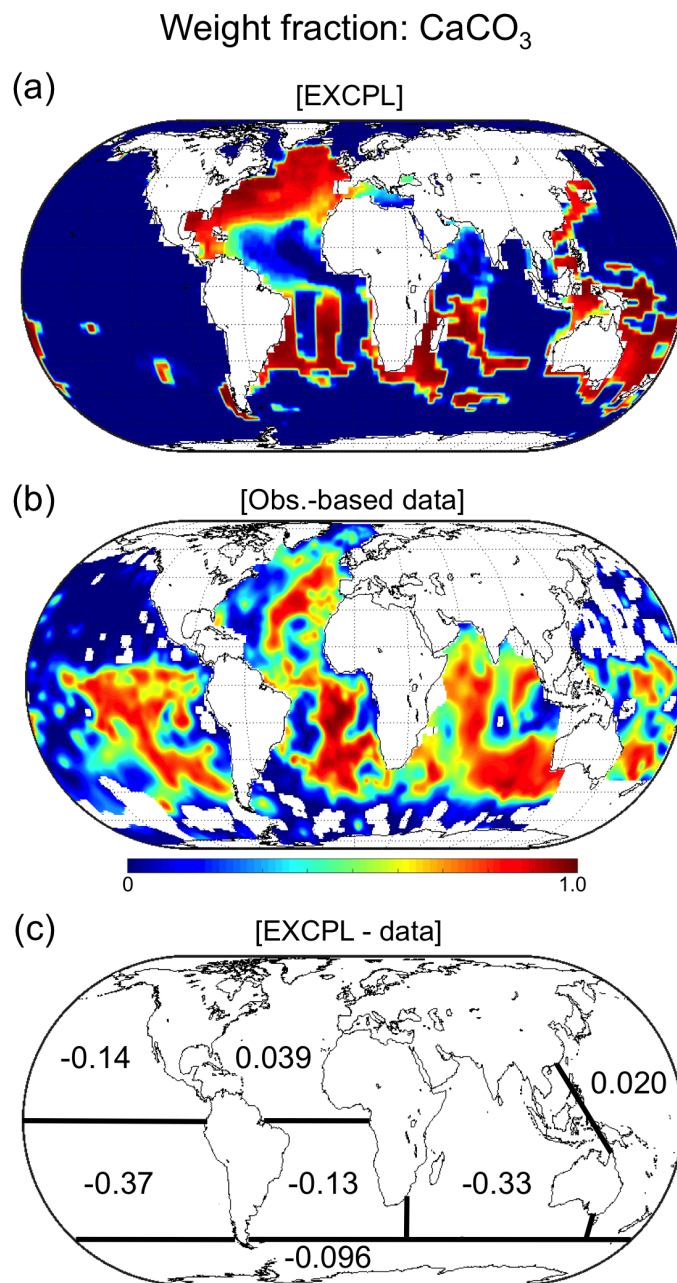 Weight fraction: CaCO₃
(a)
[EXCPL]
(b)
[Obs.-based data]
0 1.0
(c)
[EXCPL - data]
-0.14 0.039 0.020
-0.37 -0.13 -0.33
-0.096